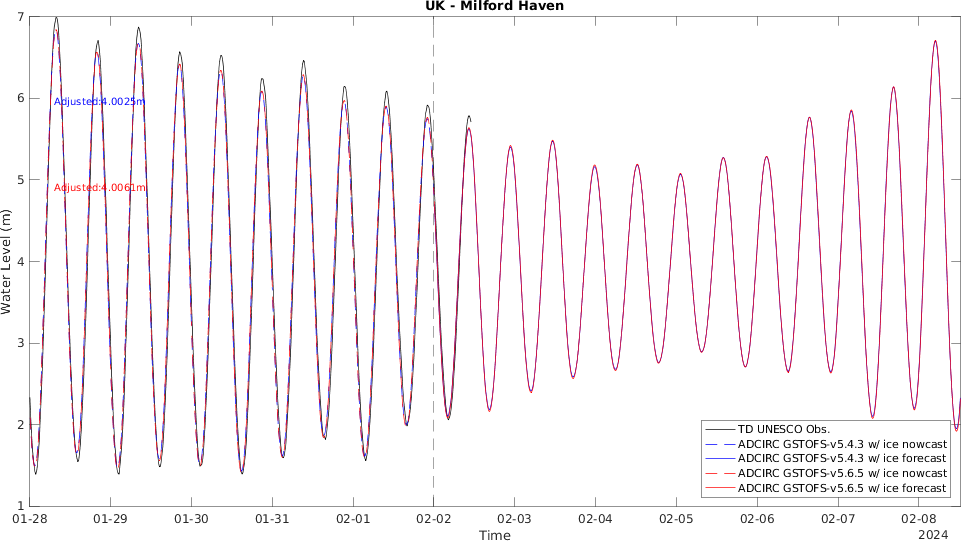 UK - Milford Haven
7
6
5
4
3
2
1
Water Level (m)
Adjusted:4.0025m
Adjusted:4.0061m
TD UNESCO Obs.
ADCIRC GSTOFS-v5.4.3 w/ ice nowcast
ADCIRC GSTOFS-v5.4.3 w/ ice forecast
ADCIRC GSTOFS-v5.6.5 w/ ice nowcast
ADCIRC GSTOFS-v5.6.5 w/ ice forecast
01-28 01-29 01-30 01-31 02-01 02-02 02-03 02-04 02-05 02-06 02-07 02-08
Time
2024